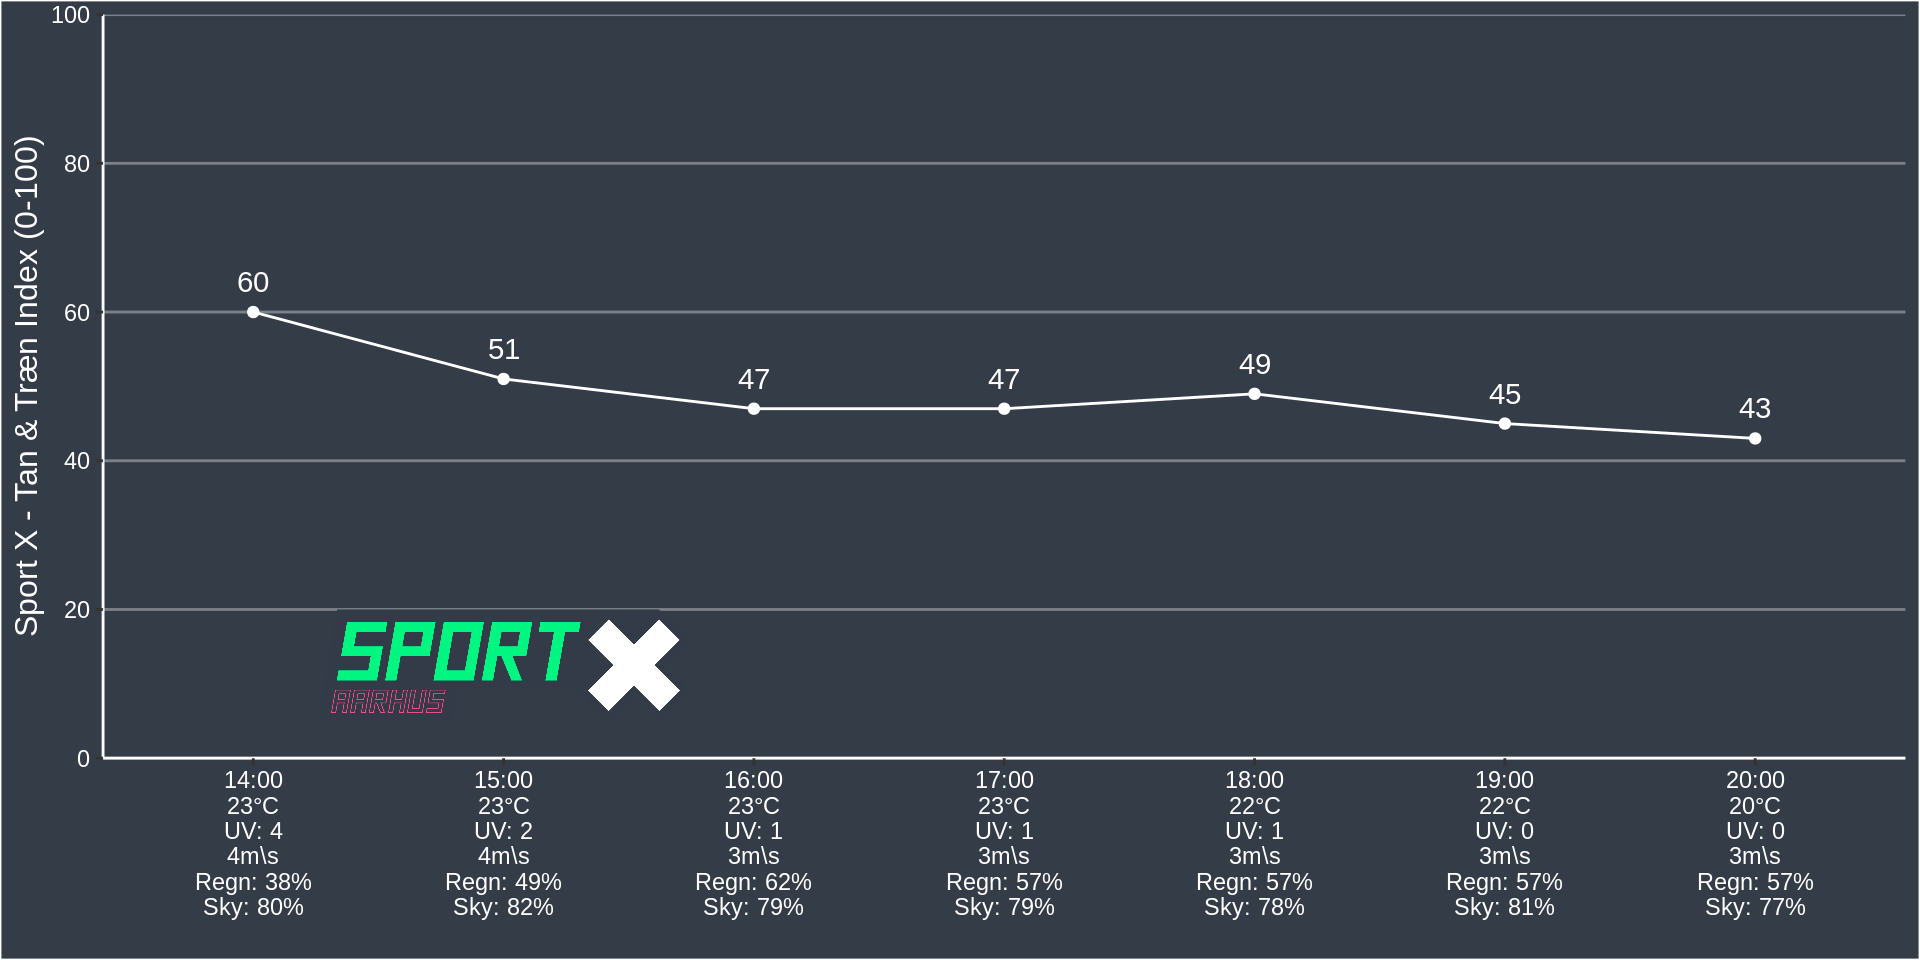 Sport X - Tan & Træn Index (0-100)
100
80
60
40
20
0
60
51
47
47
49
45
43
SPORT X
AARHUS
14:00
23°C
UV: 4
4m\s
Regn: 38%
Sky: 80%
15:00
23°C
UV: 2
4m\s
Regn: 49%
Sky: 82%
16:00
23°C
UV: 1
3m\s
Regn: 62%
Sky: 79%
17:00
23°C
UV: 1
3m\s
Regn: 57%
Sky: 79%
18:00
22°C
UV: 1
3m\s
Regn: 57%
Sky: 78%
19:00
22°C
UV: 0
3m\s
Regn: 57%
Sky: 81%
20:00
20°C
UV: 0
3m\s
Regn: 57%
Sky: 77%